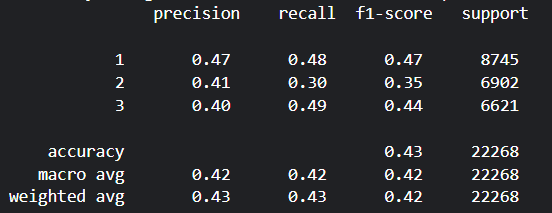 precision recall f1-score support
1 0.47 0.48 0.47 8745
2 0.41 0.30 0.35 6902
3 0.40 0.49 0.44 6621
accuracy 0.43 22268
macro avg 0.42 0.42 0.42 22268
weighted avg 0.43 0.43 0.42 22268